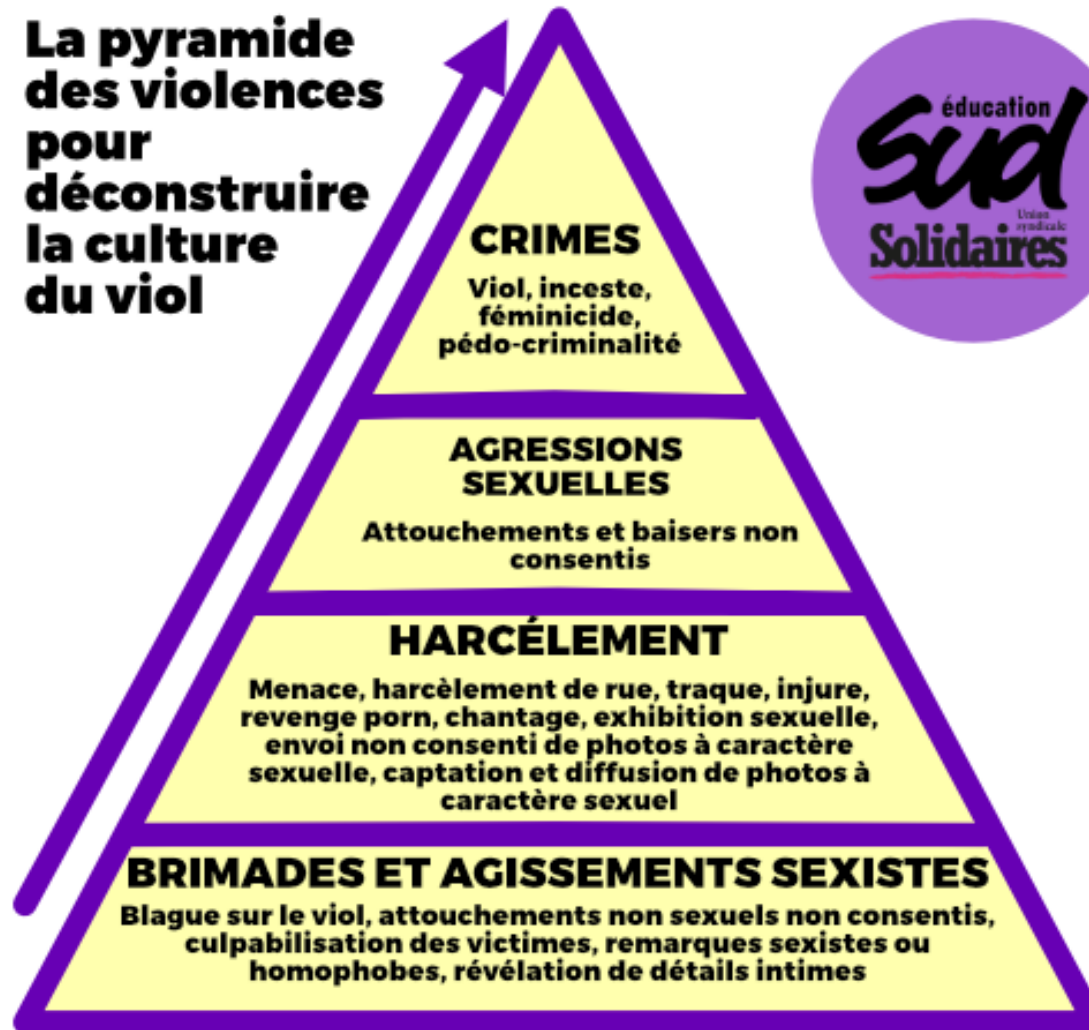 La pyramide
des violences
pour
déconstruire
la culture
du viol
éducation
Sud
Union
syndicale
Solidaires
CRIMES
Viol, inceste,
féminicide,
pédo-criminalité
AGRESSIONS
SEXUELLES
Attouchements et baisers non
consentis
HARCÉLEMENT
Menace, harcèlement de rue, traque, injure,
revenge porn, chantage, exhibition sexuelle,
envoi non consenti de photos à caractère
sexuelle, captation et diffusion de photos à
caractère sexuel
BRIMADES ET AGISSEMENTS SEXISTES
Blague sur le viol, attouchements non sexuels non consentis,
culpabilisation des victimes, remarques sexistes ou
homophobes, révélation de détails intimes